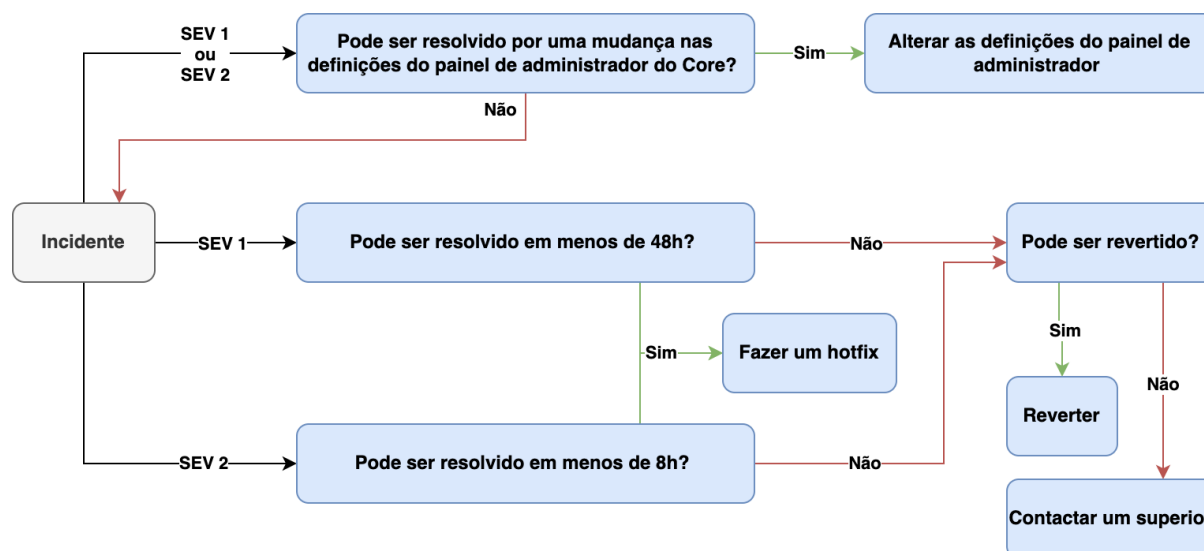 SEV 1
ou
SEV 2
Pode ser resolvido por uma mudança nas
definições do painel de administrador do Core?
Sim
Alterar as definições do painel de
administrador
Não
Incidente
SEV 1
Pode ser resolvido em menos de 48h?
Não
Pode ser revertido?
Sim
Fazer um hotfix
Sim
Não
Reverter
SEV 2
Pode ser resolvido em menos de 8h?
Não
Contactar um superio